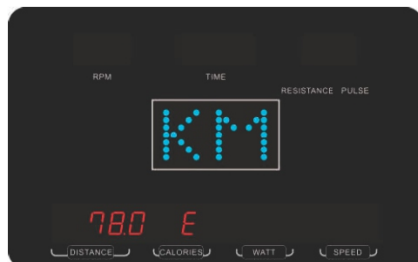 RPM TIME
RESISTANCE PULSE
KM
78.0 E
DISTANCE CALORIES WATT SPEED